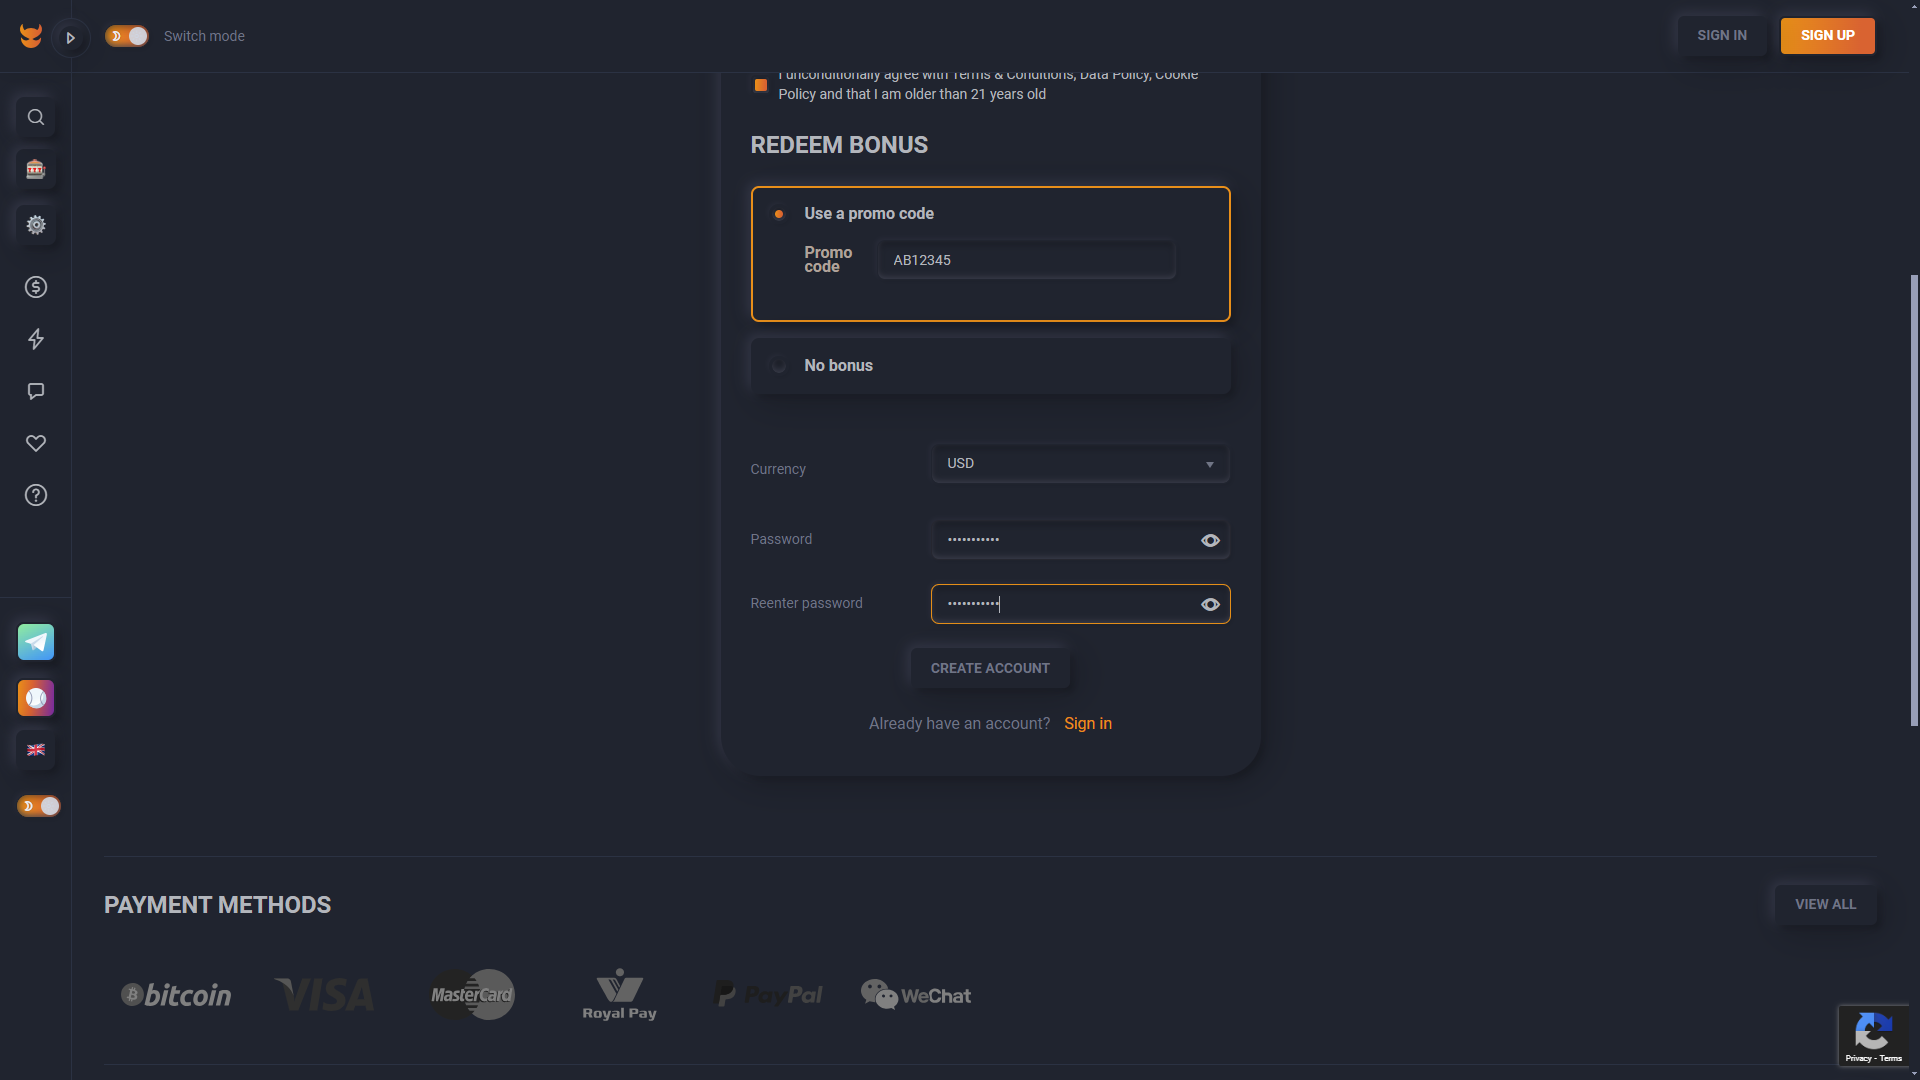 Switch mode
SIGN IN
SIGN UP
I unconditionally agree with Terms & Conditions, Data Policy, Cookie
Policy and that I am older than 21 years old
REDEEM BONUS
Use a promo code
Promo
code
AB12345
No bonus
Currency
USD
Password
Reenter password
CREATE ACCOUNT
Already have an account? Sign in
PAYMENT METHODS
VIEW ALL
bitcoin
VISA
MasterCard
Royal Pay
PayPal
WeChat
Privacy - Terms